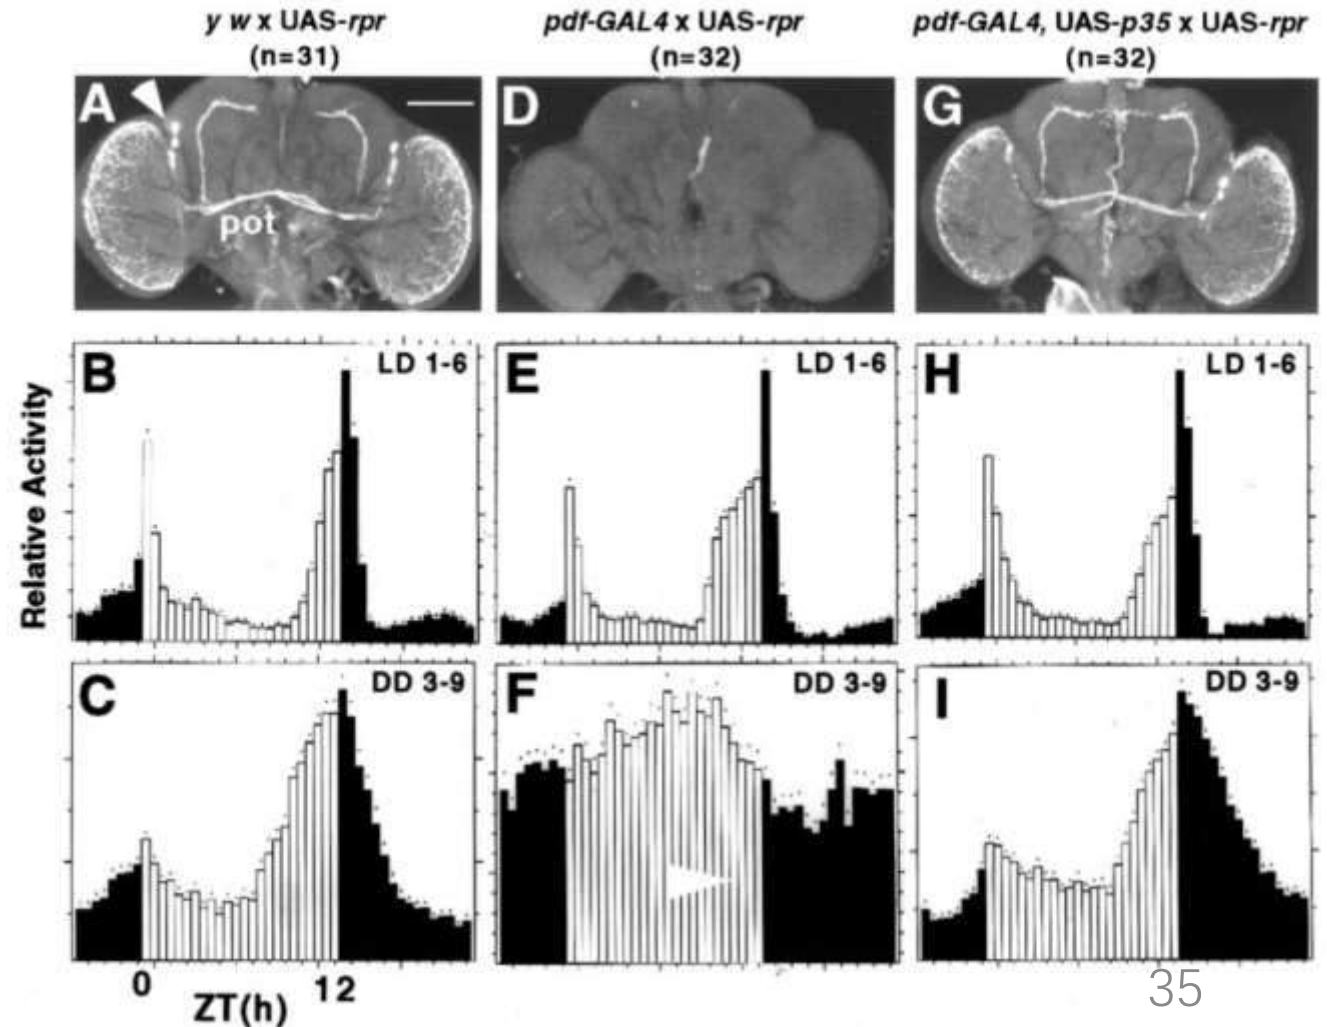 y w x UAS-rpr
(n=31)
pdf-GAL4 x UAS-rpr
(n=32)
pdf-GAL4, UAS-p35 x UAS-rpr
(n=32)
A
pot
D
G
Relative Activity
B
LD 1-6
E
LD 1-6
H
LD 1-6
C
DD 3-9
F
DD 3-9
I
DD 3-9
0
12
ZT(h)
35